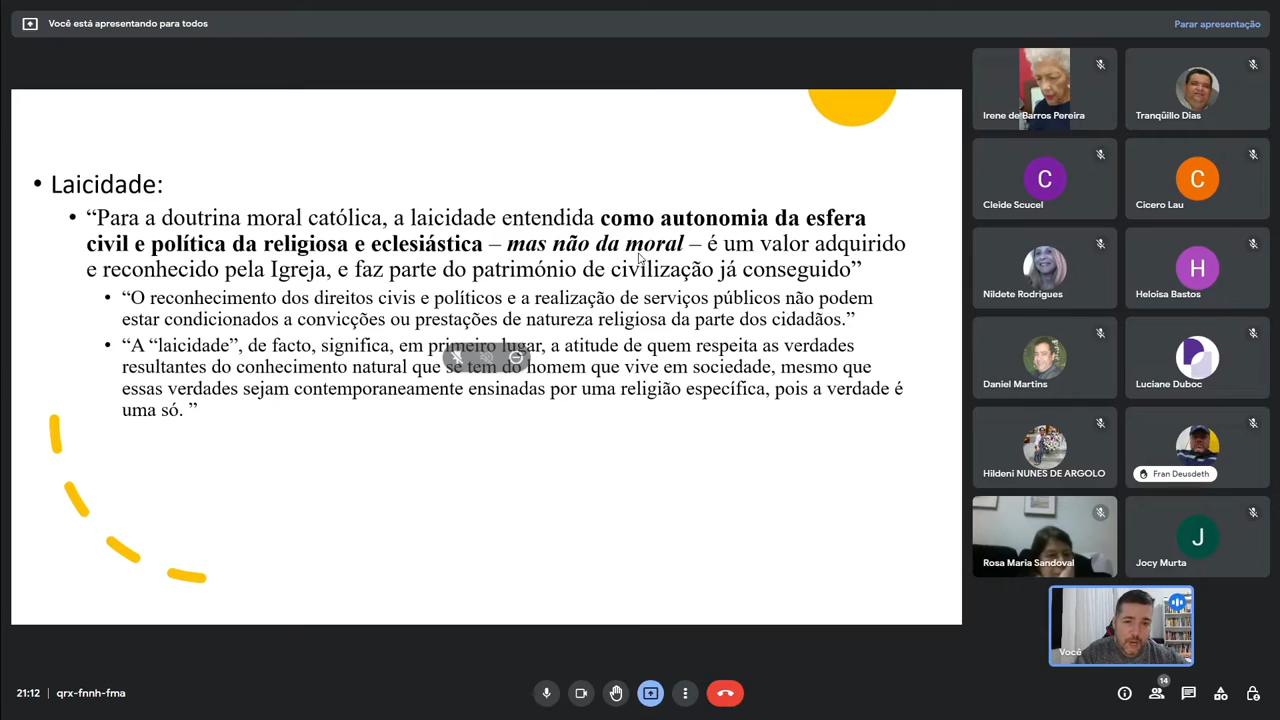 Você está apresentando para todos
Parar apresentação
• Laicidade:
• “Para a doutrina moral católica, a laicidade entendida como autonomia da esfera
civil e política da religiosa e eclesiástica – mas não da moral – é um valor adquirido
e reconhecido pela Igreja, e faz parte do património de civilização já conseguido”
• “O reconhecimento dos direitos civis e políticos e a realização de serviços públicos não podem
estar condicionados a convicções ou prestações de natureza religiosa da parte dos cidadãos.”
• “A “laicidade”, de facto, significa, em primeiro lugar, a atitude de quem respeita as verdades
resultantes do conhecimento natural que se tem do homem que vive em sociedade, mesmo que
essas verdades sejam contemporaneamente ensinadas por uma religião específica, pois a verdade é
uma só. ”
Irene de Barros Pereira
Tranqüillo Dias
C
Cleide Scucel
C
Cicero Lau
Nildete Rodrigues
H
Heloisa Bastos
Daniel Martins
Luciane Duboc
Hildeni NUNES DE ARGOLO
Fran Deusdeth
Rosa Maria Sandoval
J
Jocy Murta
Você
21:12
qrx-fnnh-fma
14